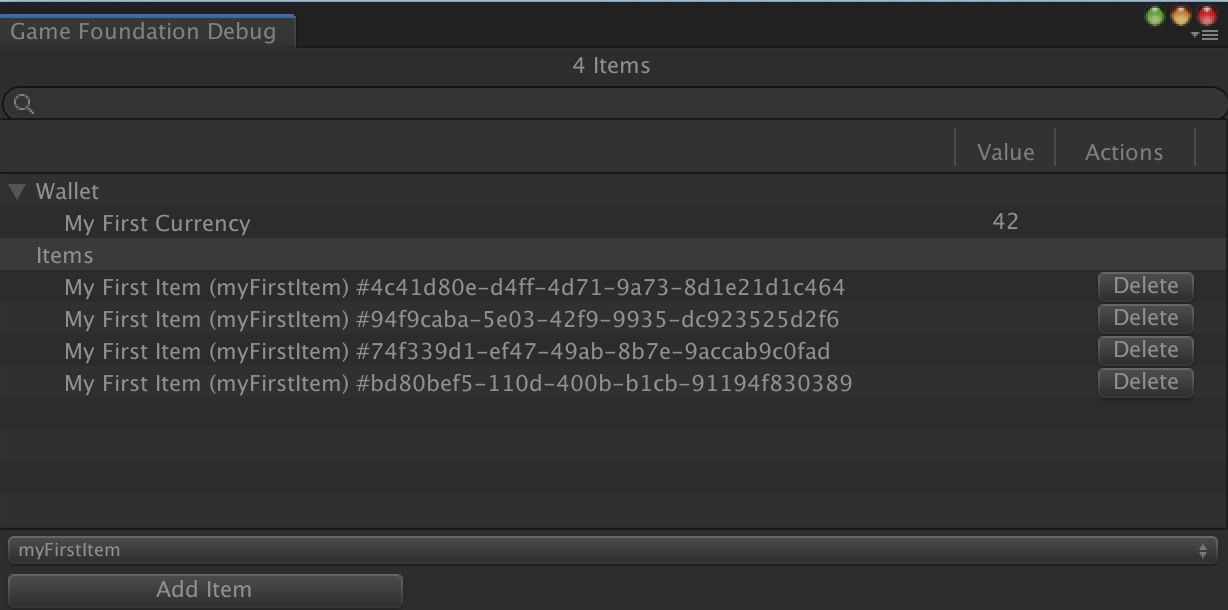 Game Foundation Debug
4 Items
Value Actions
Wallet
My First Currency 42
Items
My First Item (myFirstItem) #4c41d80e-d4ff-4d71-9a73-8d1e21d1c464 Delete
My First Item (myFirstItem) #94f9caba-5e03-42f9-9935-dc923525d2f6 Delete
My First Item (myFirstItem) #74f339d1-ef47-49ab-8b7e-9accab9c0fad Delete
My First Item (myFirstItem) #bd80bef5-110d-400b-b1cb-91194f830389 Delete
myFirstItem
Add Item